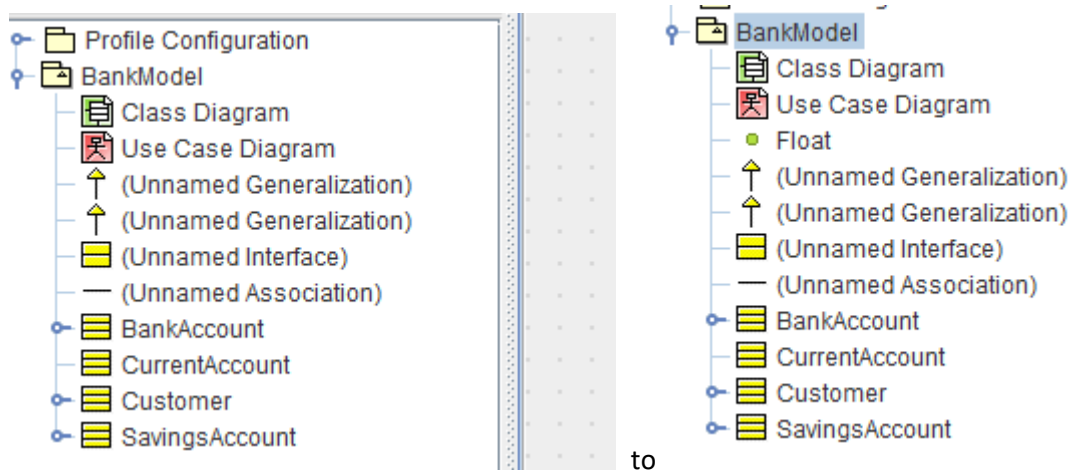 Profile Configuration
BankModel
Class Diagram
Use Case Diagram
(Unnamed Generalization)
(Unnamed Generalization)
(Unnamed Interface)
(Unnamed Association)
BankAccount
CurrentAccount
Customer
SavingsAccount
to
BankModel
Class Diagram
Use Case Diagram
Float
(Unnamed Generalization)
(Unnamed Generalization)
(Unnamed Interface)
(Unnamed Association)
BankAccount
CurrentAccount
Customer
SavingsAccount